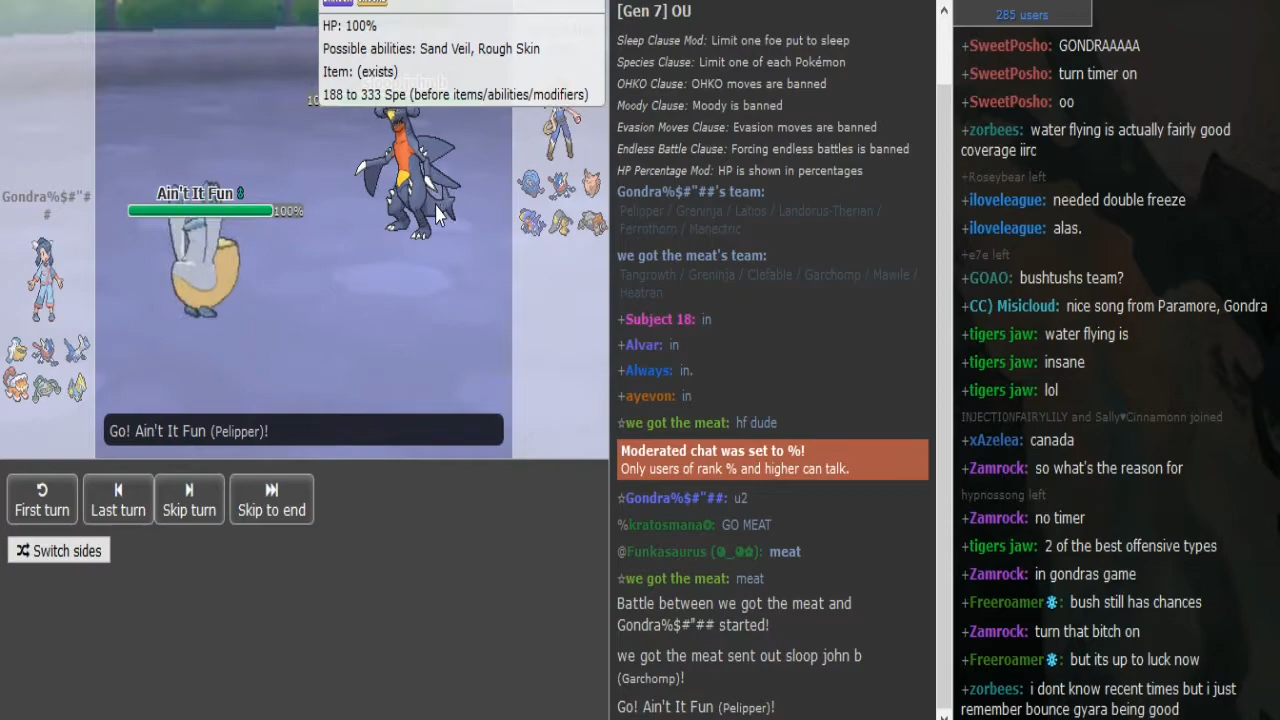 HP: 100%
Possible abilities: Sand Veil, Rough Skin
Item: (exists)
188 to 333 Spe (before items/abilities/modifiers)
Gondra%$#"#
#
Ain't It Fun
100%
Go! Ain't It Fun (Pelipper)!
First turn
Last turn
Skip turn
Skip to end
Switch sides
[Gen 7] OU
Sleep Clause Mod: Limit one foe put to sleep
Species Clause: Limit one of each Pokémon
OHKO Clause: OHKO moves are banned
Moody Clause: Moody is banned
Evasion Moves Clause: Evasion moves are banned
Endless Battle Clause: Forcing endless battles is banned
HP Percentage Mod: HP is shown in percentages
Gondra%$#"##'s team:
Pelipper / Greninja / Latios / Landorus-Therian /
Ferrothorn / Manectric
we got the meat's team:
Tangrowth / Greninja / Clefable / Garchomp / Mawile /
Heatran
+Subject 18: in
+Alvar: in
+Always: in.
+ayevon: in
☆we got the meat: hf dude
Moderated chat was set to %!
Only users of rank % and higher can talk.
☆Gondra%$#"##: u2
%kratosmana: GO MEAT
@Funkasaurus (◕_◕✿): meat
☆we got the meat: meat
Battle between we got the meat and
Gondra%$#"## started!
we got the meat sent out sloop john b
(Garchomp)!
Go! Ain't It Fun (Pelipper)!
285 users
+SweetPosho: GONDRAAAAA
+SweetPosho: turn timer on
+SweetPosho: oo
+zorbees: water flying is actually fairly good
coverage iirc
+Roseybear left
+iloveleague: needed double freeze
+iloveleague: alas.
+e7e left
+GOAO: bushtushs team?
+CC) Misicloud: nice song from Paramore, Gondra
+tigers jaw: water flying is
+tigers jaw: insane
+tigers jaw: lol
INJECTIONFAIRYLILY and Sally♥Cinnamonn joined
+xAzelea: canada
+Zamrock: so what's the reason for
hypnossong left
+Zamrock: no timer
+tigers jaw: 2 of the best offensive types
+Zamrock: in gondras game
+Freeroamer❄: bush still has chances
+Zamrock: turn that bitch on
+Freeroamer❄: but its up to luck now
+zorbees: i dont know recent times but i just
remember bounce gyara being good